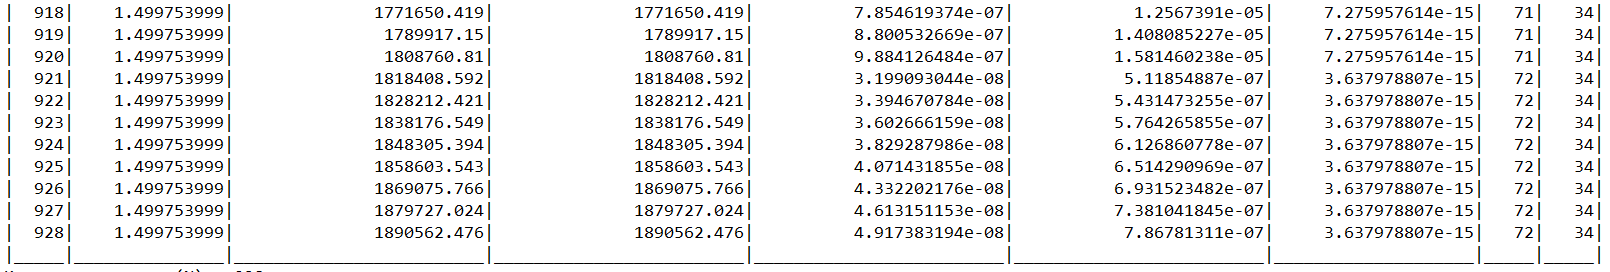 |  918|    1.499753999|              1771650.419|              1771650.419|          7.854619374e-07|             1.2567391e-05|          7.275957614e-15|   71|   34|
|  919|    1.499753999|               1789917.15|               1789917.15|          8.800532669e-07|          1.408085227e-05|          7.275957614e-15|   71|   34|
|  920|    1.499753999|               1808760.81|               1808760.81|          9.884126484e-07|          1.581460238e-05|          7.275957614e-15|   71|   34|
|  921|    1.499753999|              1818408.592|              1818408.592|          3.199093044e-08|           5.11854887e-07|          3.637978807e-15|   72|   34|
|  922|    1.499753999|              1828212.421|              1828212.421|          3.394670784e-08|          5.431473255e-07|          3.637978807e-15|   72|   34|
|  923|    1.499753999|              1838176.549|              1838176.549|          3.602666159e-08|          5.764265855e-07|          3.637978807e-15|   72|   34|
|  924|    1.499753999|              1848305.394|              1848305.394|          3.829287986e-08|          6.126860778e-07|          3.637978807e-15|   72|   34|
|  925|    1.499753999|              1858603.543|              1858603.543|          4.071431855e-08|          6.514290969e-07|          3.637978807e-15|   72|   34|
|  926|    1.499753999|              1869075.766|              1869075.766|          4.332202176e-08|          6.931523482e-07|          3.637978807e-15|   72|   34|
|  927|    1.499753999|              1879727.024|              1879727.024|          4.613151153e-08|          7.381041845e-07|          3.637978807e-15|   72|   34|
|  928|    1.499753999|              1890562.476|              1890562.476|          4.917383194e-08|           7.86781311e-07|          3.637978807e-15|   72|   34|